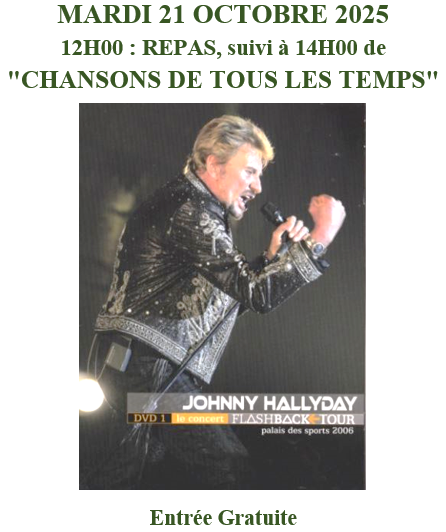 MARDI 21 OCTOBRE 2025
12H00 : REPAS, suivi à 14H00 de
"CHANSONS DE TOUS LES TEMPS"
JOHNNY HALLYDAY
DVD 1 le concert FLASHBACK TOUR
palais des sports 2006
Entrée Gratuite